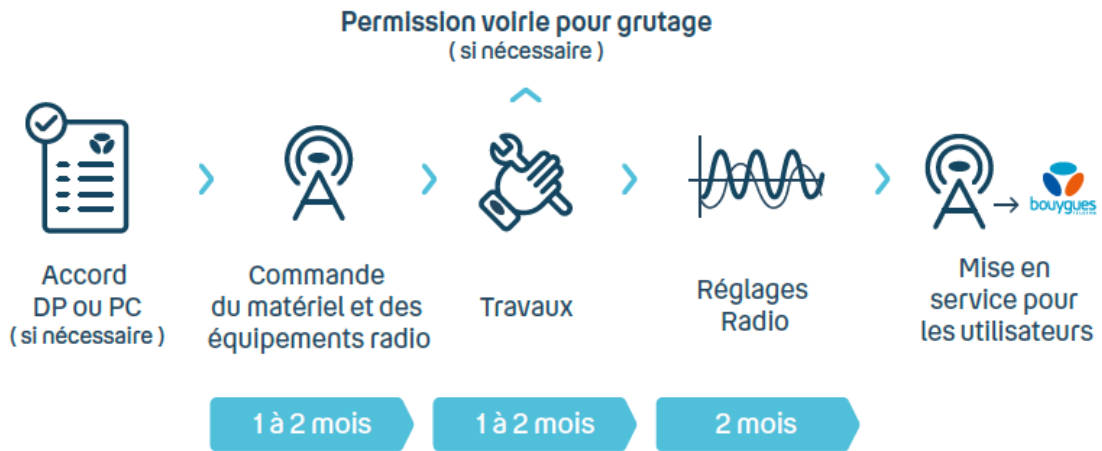 Permission voirie pour grutage
( si nécessaire )
Accord
DP ou PC
( si nécessaire )
Commande
du matériel et des
équipements radio
Travaux
Réglages
Radio
bouygues
TELECOM
Mise en
service pour
les utilisateurs
1 à 2 mois
1 à 2 mois
2 mois